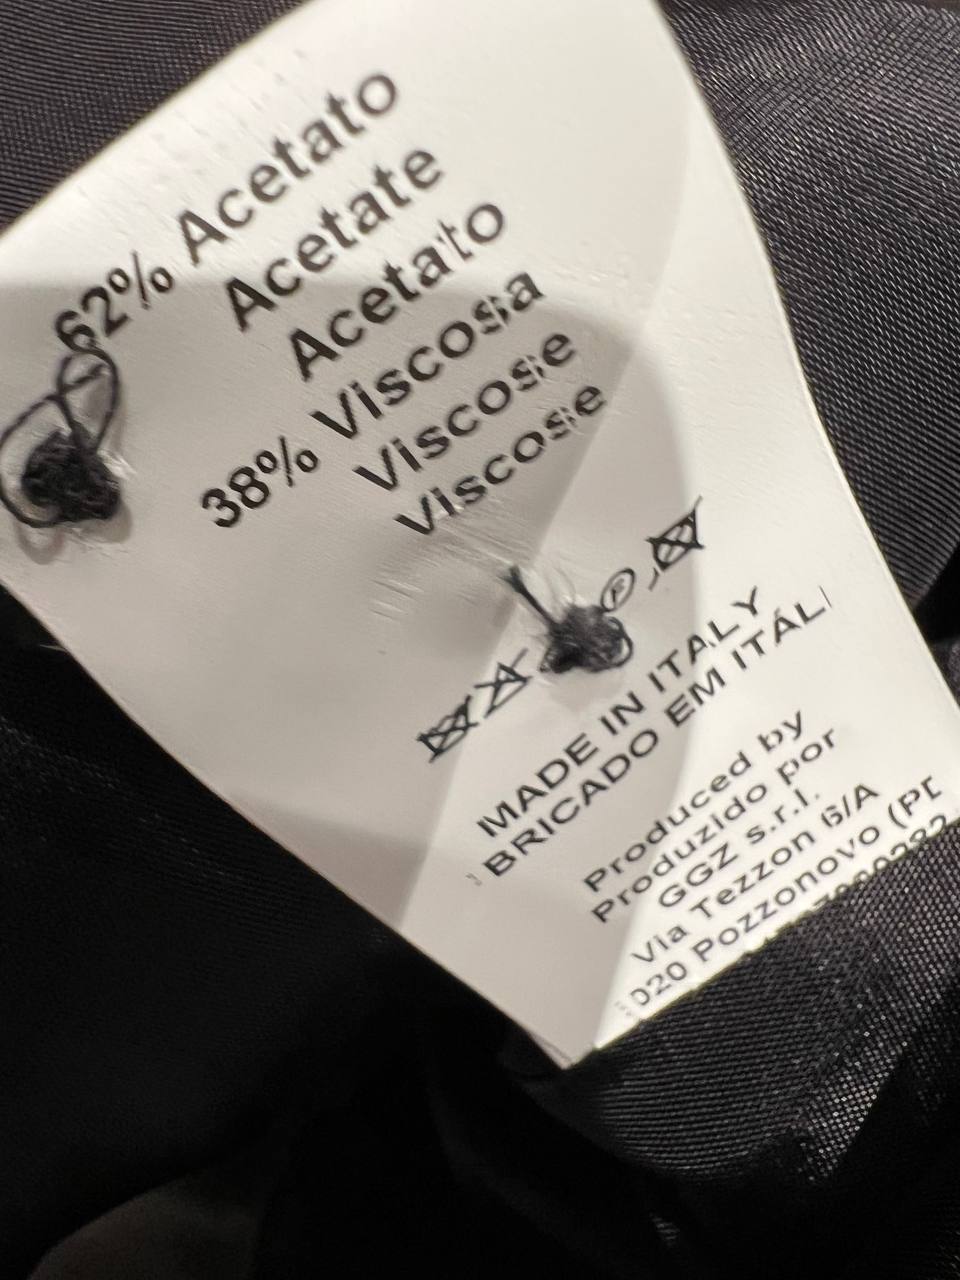 62% Acetato
Acetate
Acetato
38% Viscosa
Viscose
Viscose
F
MADE IN ITALY
BRICADO EM ITÁLI
Produced by
Produzido por
GGZ s.r.l.
Via Tezzon 6/A
020 Pozzonovo (PD